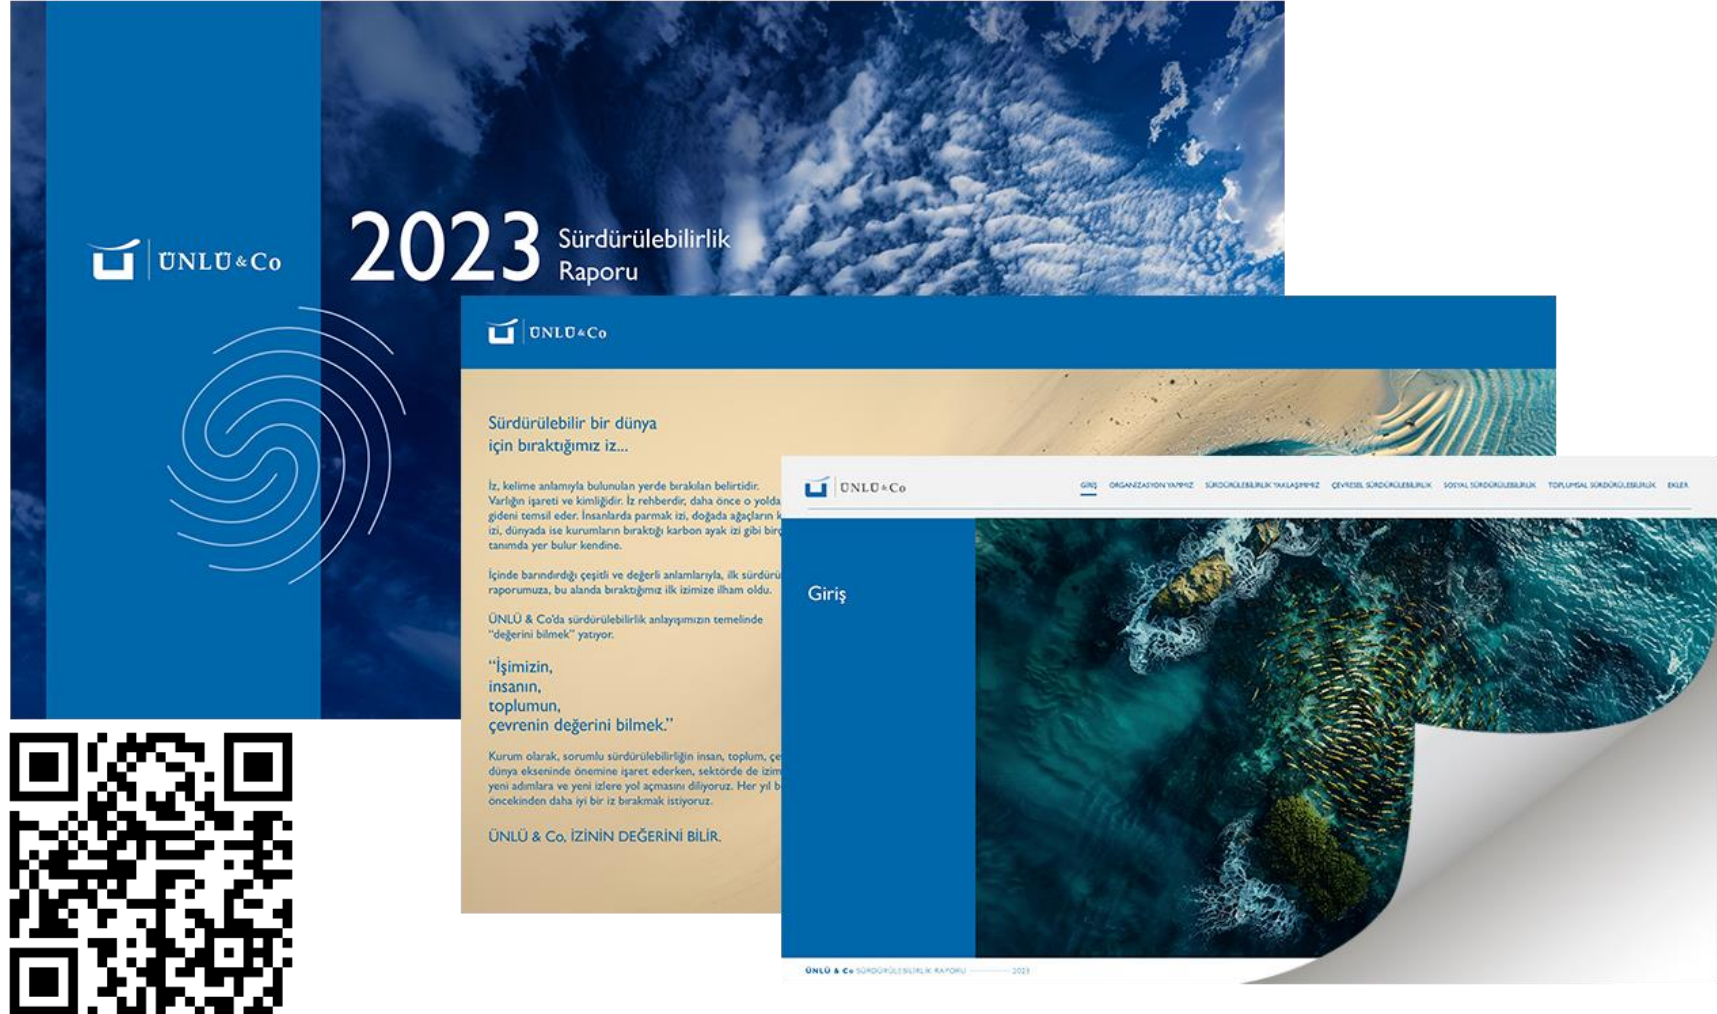 ÜNLÜ & Co
2023 Sürdürülebilirlik
Raporu
ÜNLÜ & Co
Sürdürülebilir bir dünya
için bıraktığımız iz...
İz, kelime anlamıyla bulunulan yerde bırakılan belirtidir.
Varlığın işareti ve kimliğidir. İz rehberdir, daha önce o yolda
gideni temsil eder. İnsanlarda parmak izi, doğada ağaçların
izi, dünyada ise kurumların bıraktığı karbon ayak izi gibi
tanımda yer bulur kendine.
İçinde barındırdığı çeşitli ve değerli anlamlarıyla, ilk
raporumuza, bu alanda bıraktığımız ilk izimize ilham oldu.
ÜNLÜ & Co'da sürdürülebilirlik anlayışımızın temelinde
"değerini bilmek" yatıyor.
"İşimizin,
insanın,
toplumun,
çevrenin değerini bilmek."
Kurum olarak, sorumlu sürdürülebilirliğin insan, toplum,
dünya ekseninde önemine işaret ederken, sektörde de
yeni adımlara ve yeni izlere yol açmasını diliyoruz. Her yıl
öncekinden daha iyi bir iz bırakmak istiyoruz.
ÜNLÜ & Co, İZİNİN DEĞERİNİ BİLİR.
ÜNLÜ & Co
GİRİŞ ORGANİZASYON YAPIMIZ SÜRDÜRÜLEBİLİRLİK YAKLAŞIMIMIZ ÇEVRESEL SÜRDÜRÜLEBİLİRLİK SOSYAL SÜRDÜRÜLEBİLİRLİK TOPLUMSAL SÜRDÜRÜLEBİLİRLİK EKLER
Giriş
ÜNLÜ & Co SÜRDÜRÜLEBİLİRLİK RAPORU 2023